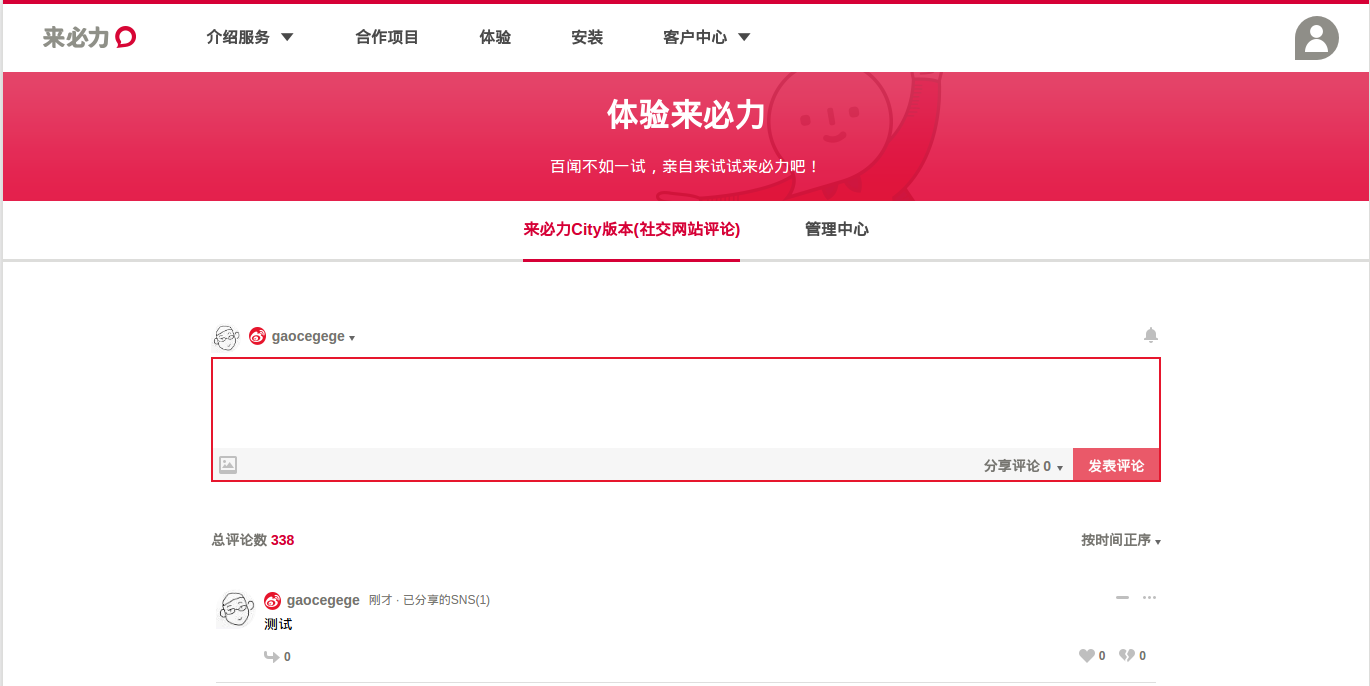 来必力
介绍服务 合作项目 体验 安装 客户中心
体验来必力
百闻不如一试，亲自来试试来必力吧！
来必力City版本(社交网站评论) 管理中心
gaocegege
分享评论 0 发表评论
总评论数 338 按时间正序
gaocegege 刚才 · 已分享的SNS(1)
测试
0 0 0